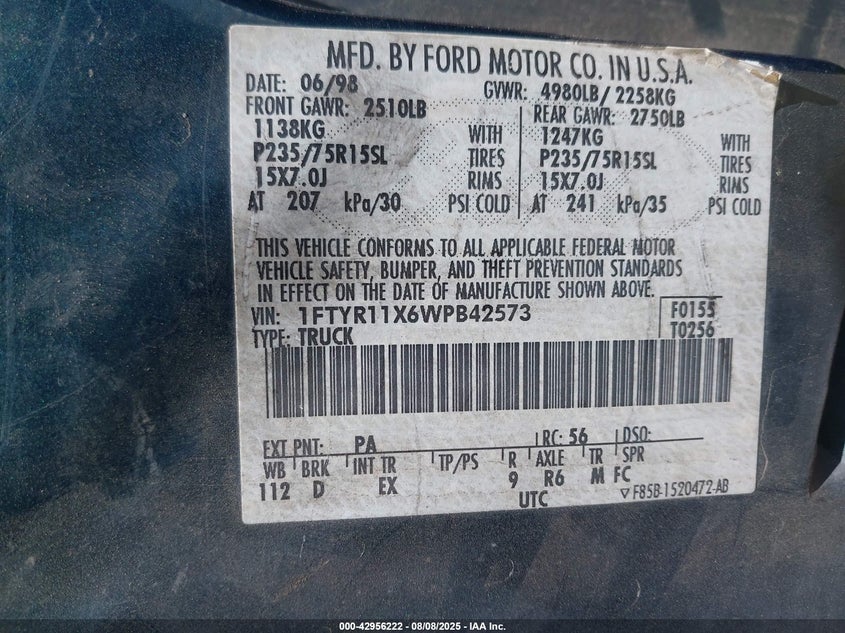 MFD. BY FORD MOTOR CO. IN U.S.A.
DATE: 06/98 GVWR: 4980LB/ 2258KG
FRONT GAWR: 2510LB REAR GAWR: 2750LB
1138KG WITH 1247KG WITH
P235/75R15SL TIRES P235/75R15SL TIRES
15X7.0J RIMS 15X7.0J RIMS
AT 207 kPa/30 PSI COLD AT 241 kPa/35 PSI COLD
THIS VEHICLE CONFORMS TO ALL APPLICABLE FEDERAL MOTOR
VEHICLE SAFETY, BUMPER, AND THEFT PREVENTION STANDARDS
IN EFFECT ON THE DATE OF MANUFACTURE SHOWN ABOVE.
VIN: 1FTYR11X6WPB42573 F0155
TYPE: TRUCK T0256
EXT PNT: PA RC: 56 DSO:
WB BRK INT TR TP/PS R AXLE TR SPR
112 D EX 9 R6 M FC
UTC ▽F85B-1520472-AB
000-42956222 - 08/08/2025 - IAA Inc.